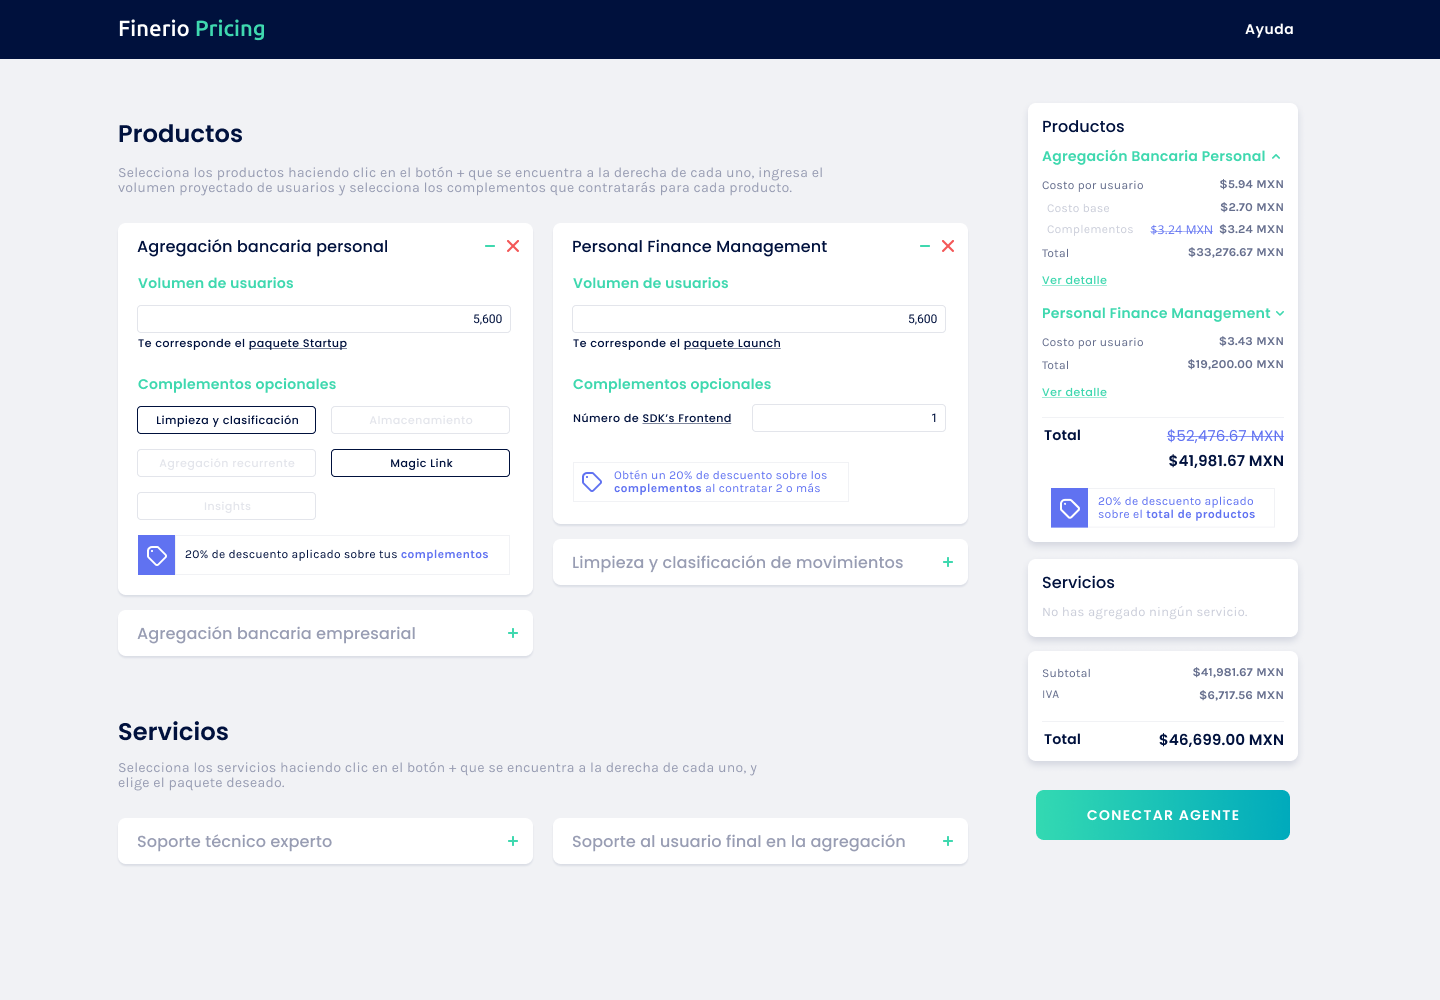 Finerio Pricing
Ayuda
Productos
Selecciona los productos haciendo clic en el botón + que se encuentra a la derecha de cada uno, ingresa el
volumen proyectado de usuarios y selecciona los complementos que contratarás para cada producto.
Agregación bancaria personal
Volumen de usuarios
5,600
Te corresponde el paquete Startup
Complementos opcionales
Limpieza y clasificación
Almacenamiento
Agregación recurrente
Magic Link
Insights
20% de descuento aplicado sobre tus complementos
Agregación bancaria empresarial
Personal Finance Management
Volumen de usuarios
5,600
Te corresponde el paquete Launch
Complementos opcionales
Número de SDK's Frontend
1
Obtén un 20% de descuento sobre los
complementos al contratar 2 o más
Limpieza y clasificación de movimientos
+
+
Servicios
Selecciona los servicios haciendo clic en el botón + que se encuentra a la derecha de cada uno, y
elige el paquete deseado.
Soporte técnico experto +
Soporte al usuario final en la agregación +
Productos
Agregación Bancaria Personal
Costo por usuario $5.94 MXN
Costo base $2.70 MXN
Complementos $3.24 MXN $3.24 MXN
Total $33,276.67 MXN
Ver detalle
Personal Finance Management
Costo por usuario $3.43 MXN
Total $19,200.00 MXN
Ver detalle
Total $52,476.67 MXN
$41,981.67 MXN
20% de descuento aplicado
sobre el total de productos
Servicios
No has agregado ningún servicio.
Subtotal $41,981.67 MXN
IVA $6,717.56 MXN
Total $46,699.00 MXN
CONECTAR AGENTE